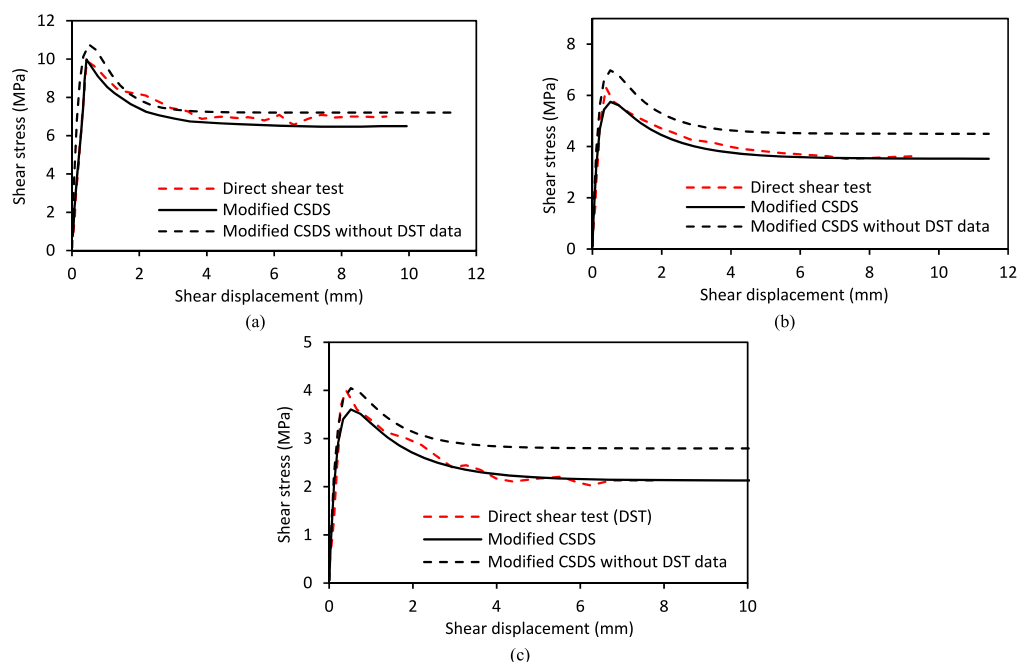 12
10
8
6
4
2
0
Shear stress (MPa)
Direct shear test
Modified CSDS
Modified CSDS without DST data
0 2 4 6 8 10 12
Shear displacement (mm)
(a)
8
6
4
2
0
Shear stress (MPa)
Direct shear test
Modified CSDS
Modified CSDS without DST data
0 2 4 6 8 10 12
Shear displacement (mm)
(b)
5
4
3
2
1
0
Shear stress (MPa)
Direct shear test (DST)
Modified CSDS
Modified CSDS without DST data
0 2 4 6 8 10
Shear displacement (mm)
(c)